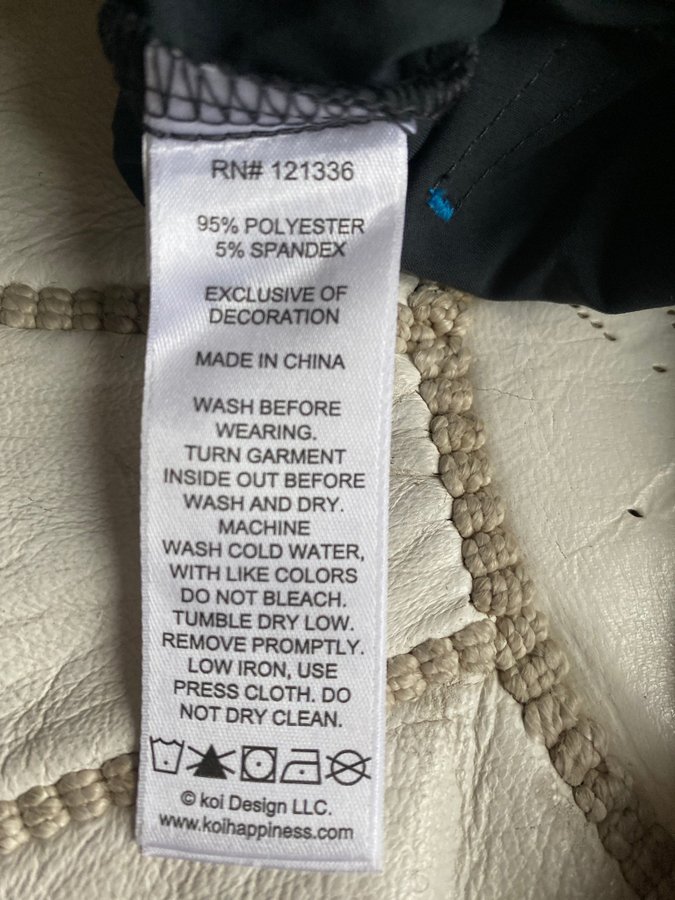 RN# 121336
95% POLYESTER
5% SPANDEX
EXCLUSIVE OF
DECORATION
MADE IN CHINA
WASH BEFORE
WEARING.
TURN GARMENT
INSIDE OUT BEFORE
WASH AND DRY.
MACHINE
WASH COLD WATER,
WITH LIKE COLORS
DO NOT BLEACH.
TUMBLE DRY LOW.
REMOVE PROMPTLY.
LOW IRON, USE
PRESS CLOTH. DO
NOT DRY CLEAN.
© koi Design LLC.
www.koihappiness.com